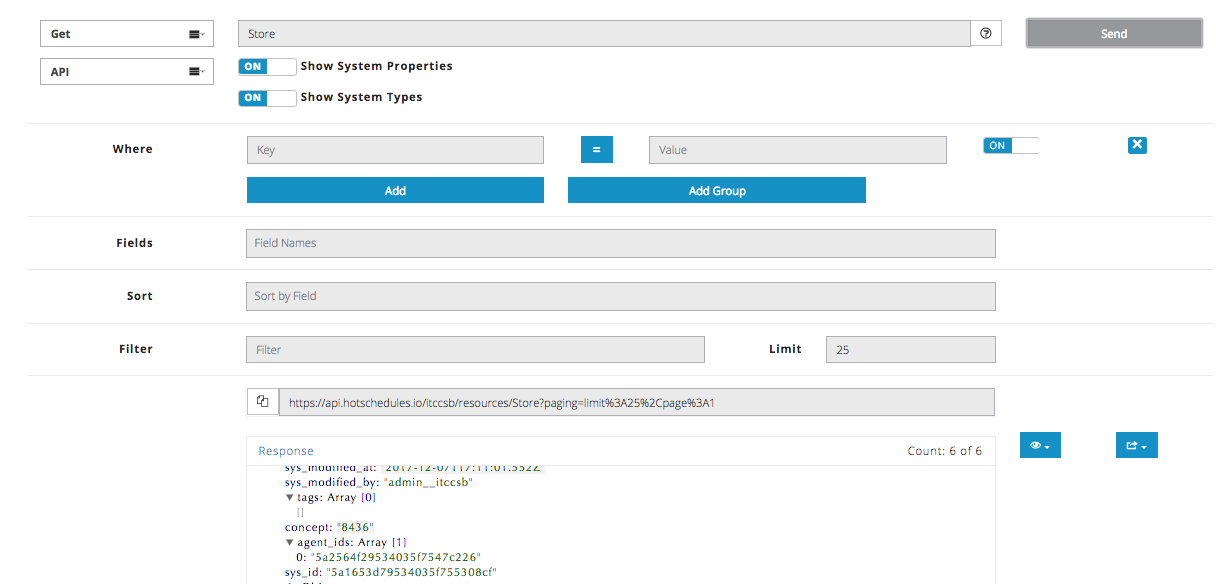 Get
Store
Send
API
ON Show System Properties
ON Show System Types
Where
Key
=
Value
ON
Add
Add Group
Fields
Field Names
Sort
Sort by Field
Filter
Filter
Limit
25
https://api.hotschedules.io/itccsb/resources/Store?paging=limit%3A25%2Cpage%3A1
Response
Count: 6 of 6
sys_modified_at: "2017-12-07T17:11:01.552Z"
sys_modified_by: "admin__itccsb"
tags: Array [0]
[]
concept: "8436"
agent_ids: Array [1]
0: "5a2564f29534035f7547c226"
sys_id: "5a1653d79534035f755308cf"